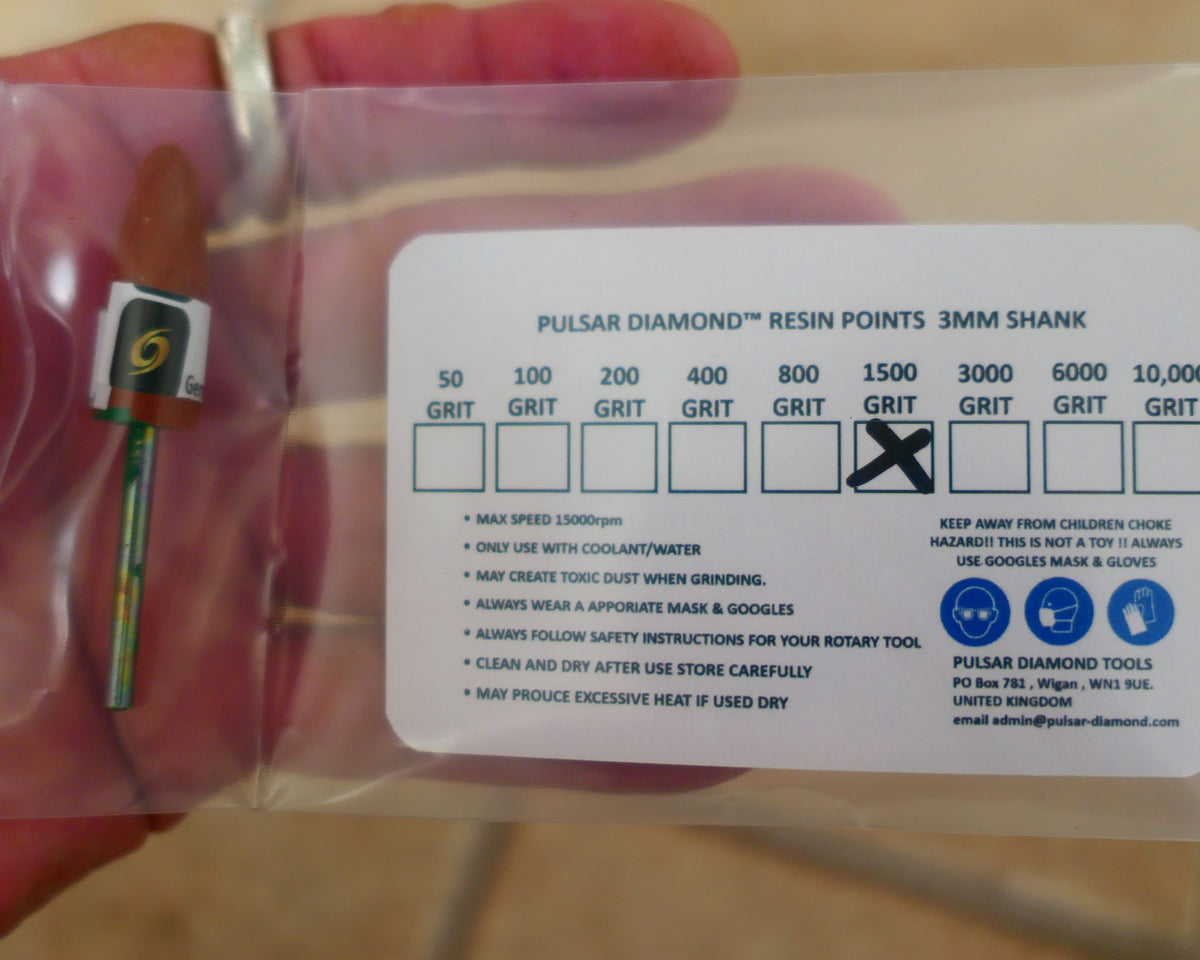 PULSAR DIAMOND™ RESIN POINTS 3MM SHANK
50 100 200 400 800 1500 3000 6000 10,000
GRIT GRIT GRIT GRIT GRIT GRIT GRIT GRIT GRIT
• MAX SPEED 15000rpm
• ONLY USE WITH COOLANT/WATER
• MAY CREATE TOXIC DUST WHEN GRINDING.
• ALWAYS WEAR A APPORIATE MASK & GOOGLES
• ALWAYS FOLLOW SAFETY INSTRUCTIONS FOR YOUR ROTARY TOOL
• CLEAN AND DRY AFTER USE STORE CAREFULLY
• MAY PROUCE EXCESSIVE HEAT IF USED DRY
KEEP AWAY FROM CHILDREN CHOKE
HAZARD!! THIS IS NOT A TOY !! ALWAYS
USE GOOGLES MASK & GLOVES
PULSAR DIAMOND TOOLS
PO Box 781 , Wigan , WN1 9UE.
UNITED KINGDOM
email admin@pulsar-diamond.com